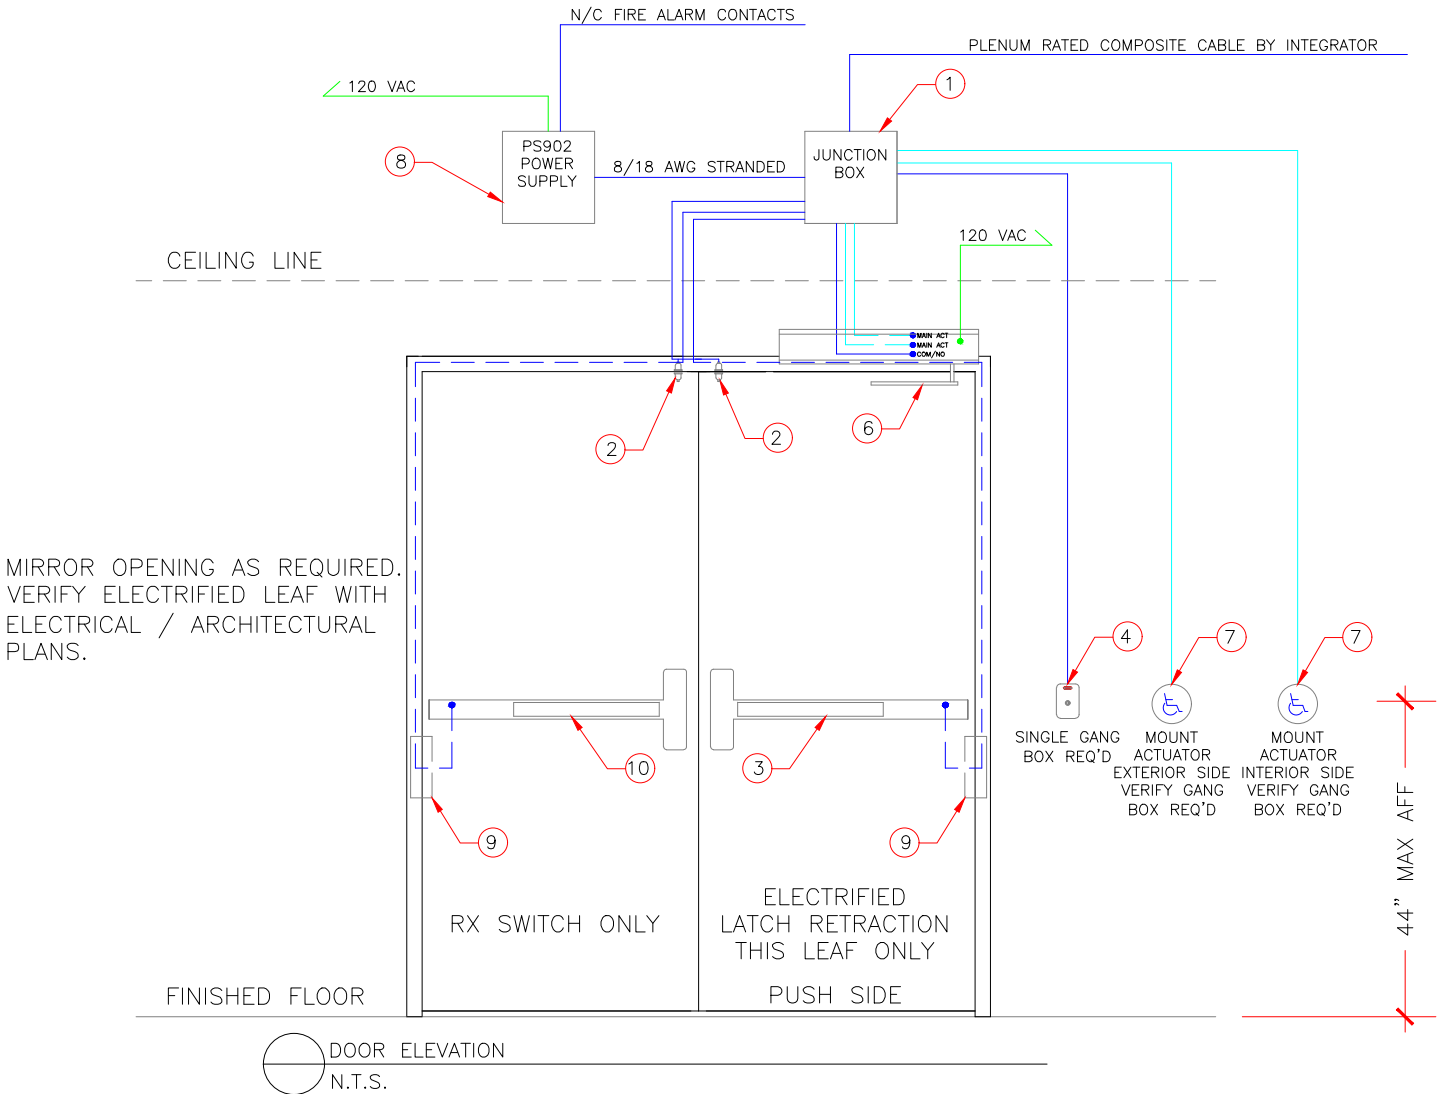 N/C FIRE ALARM CONTACTS
PLENUM RATED COMPOSITE CABLE BY INTEGRATOR
120 VAC
1
PS902
POWER
SUPPLY
8
8/18 AWG STRANDED
JUNCTION
BOX
120 VAC
CEILING LINE
MAIN ACT
MAIN ACT
COM/NO
2
2
6
MIRROR OPENING AS REQUIRED.
VERIFY ELECTRIFIED LEAF WITH
ELECTRICAL / ARCHITECTURAL
PLANS.
4
7
7
SINGLE GANG
BOX REQ'D
MOUNT
ACTUATOR
EXTERIOR SIDE
VERIFY GANG
BOX REQ'D
MOUNT
ACTUATOR
INTERIOR SIDE
VERIFY GANG
BOX REQ'D
10
3
9
9
44" MAX AFF
RX SWITCH ONLY
ELECTRIFIED
LATCH RETRACTION
THIS LEAF ONLY
PUSH SIDE
FINISHED FLOOR
DOOR ELEVATION
N.T.S.